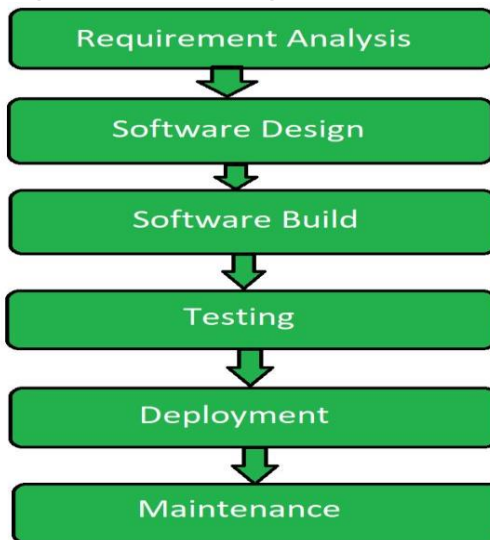 Requirement Analysis
Software Design
Software Build
Testing
Deployment
Maintenance